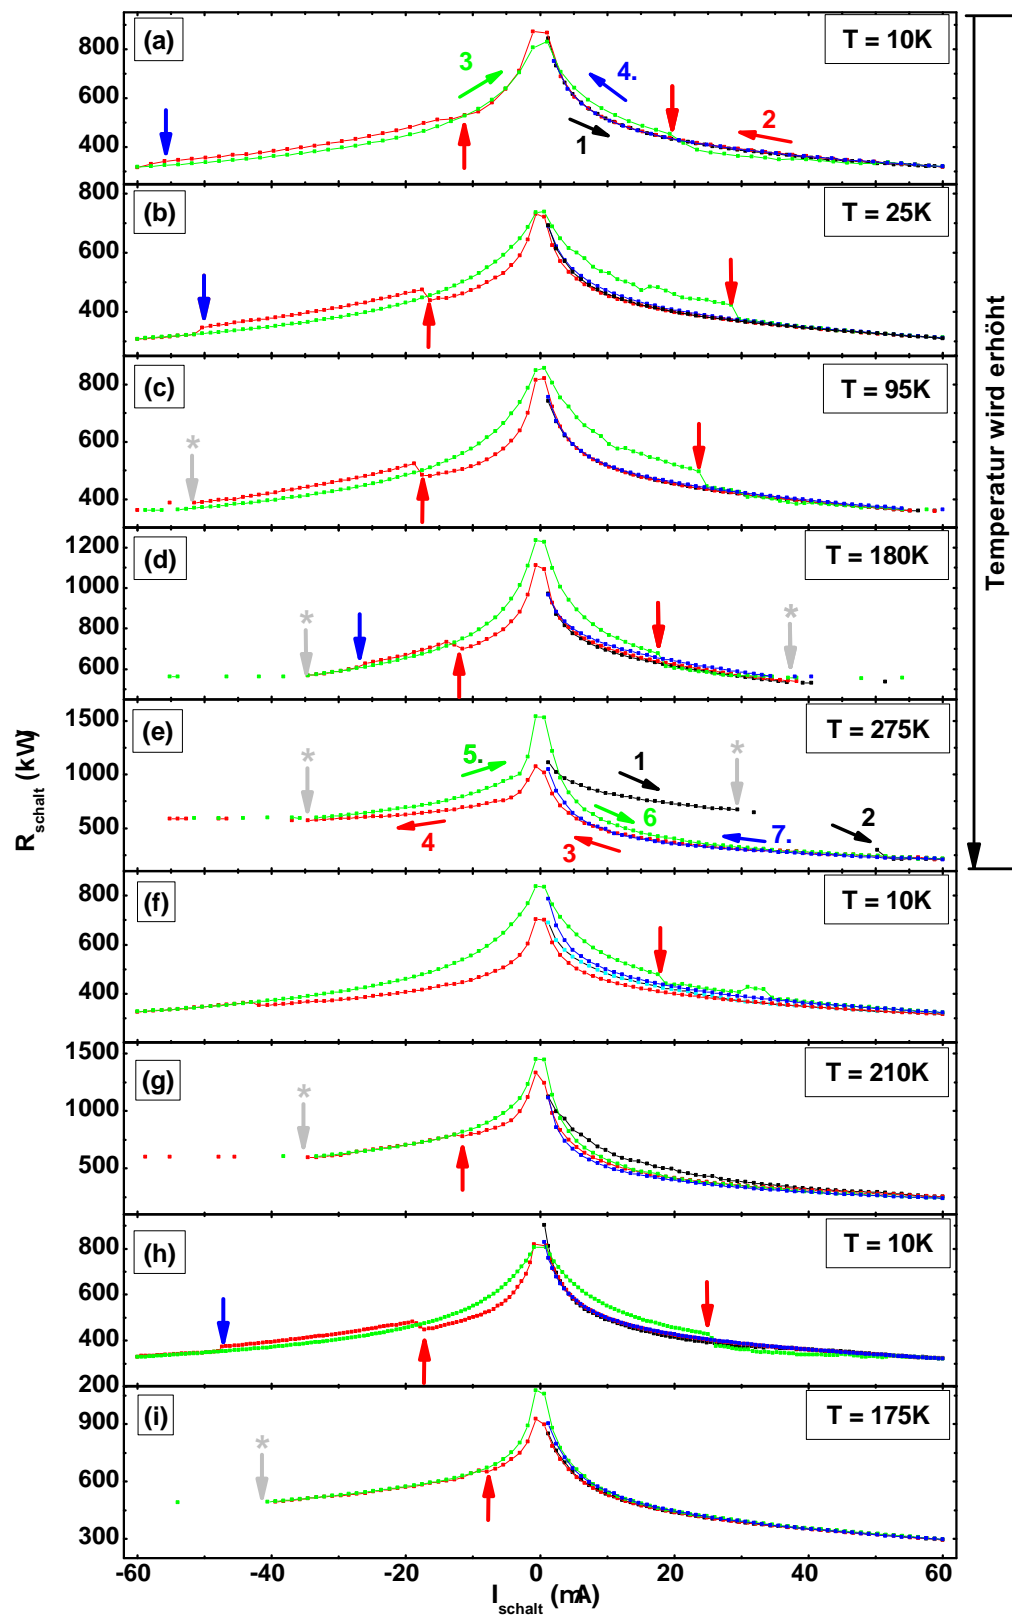 (a)
T = 10K
800
600
400
3
4.
1
2
(b)
T = 25K
800
600
400
(c)
T = 95K
800
600
400
*
(d)
T = 180K
1200
1000
800
600
*
*
(e)
T = 275K
1500
1000
500
*
5.
1
*
4
6
3
7.
2
(f)
T = 10K
800
600
400
(g)
T = 210K
1500
1000
500
*
(h)
T = 10K
800
600
400
200
(i)
T = 175K
900
600
300
*
-60 -40 -20 0 20 40 60
I schalt (mA)
R schalt (kW)
Temperatur wird erhöht